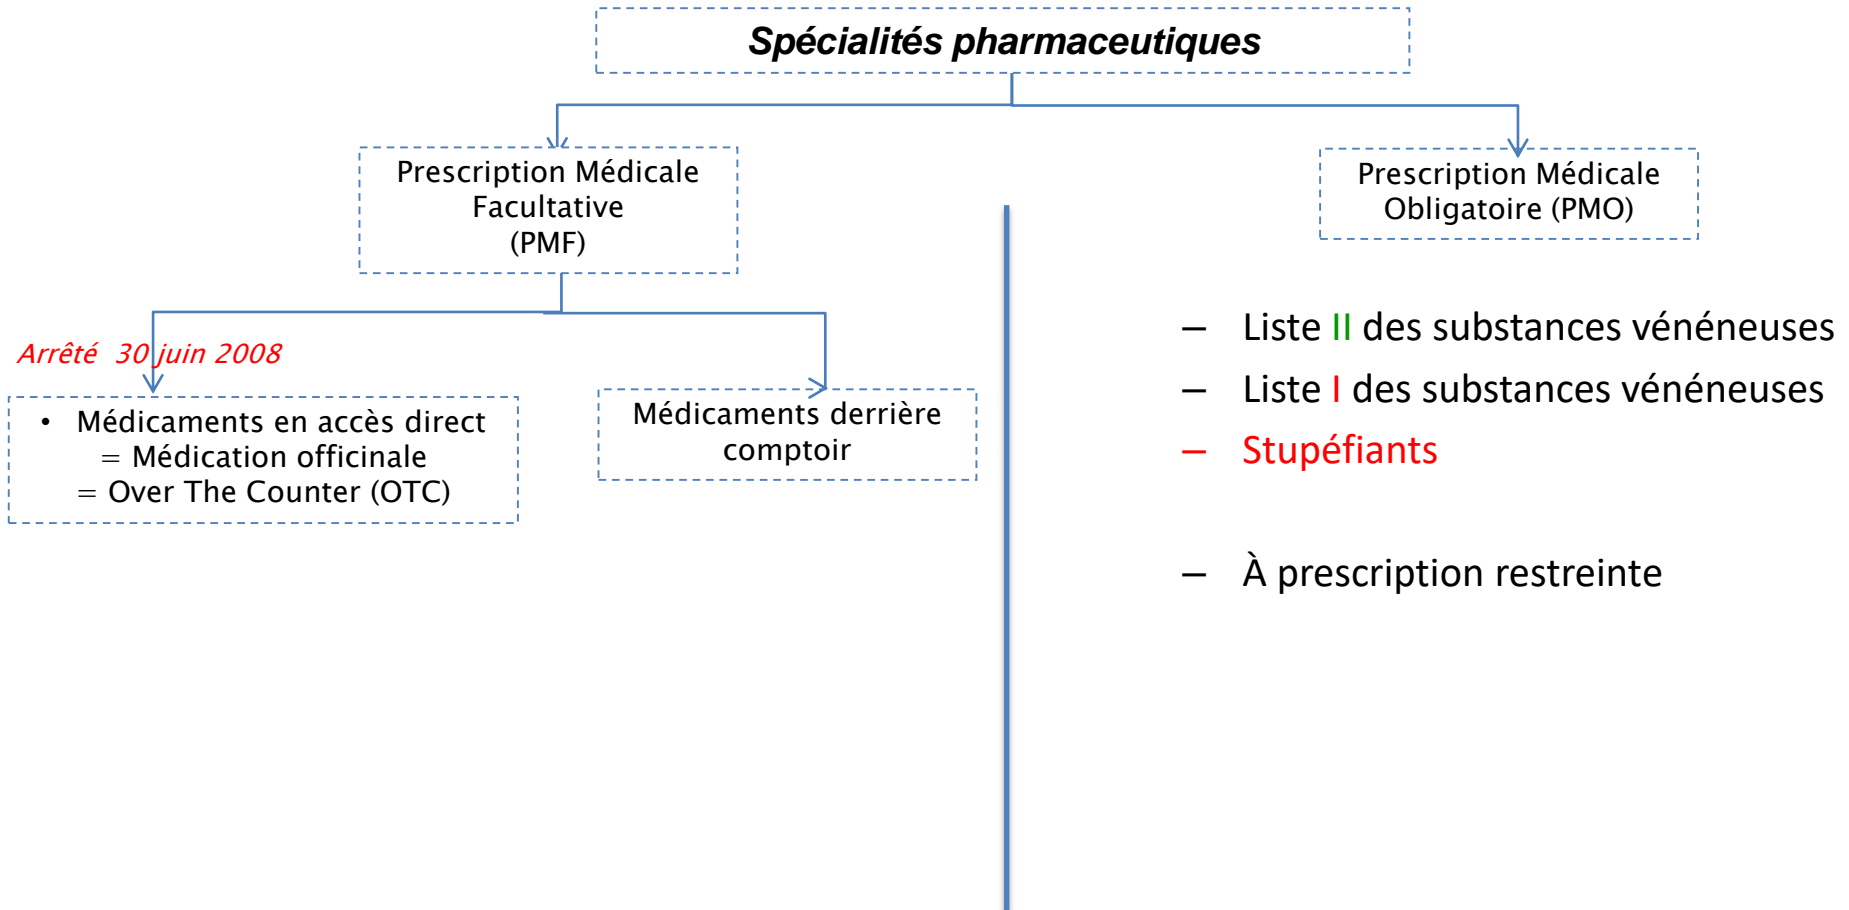 Spécialités pharmaceutiques
Prescription Médicale
Facultative
(PMF)
Prescription Médicale
Obligatoire (PMO)
Arrêté 30 juin 2008
• Médicaments en accès direct
= Médication officinale
= Over The Counter (OTC)
Médicaments derrière
comptoir
– Liste II des substances vénéneuses
– Liste I des substances vénéneuses
– Stupéfiants
– À prescription restreinte